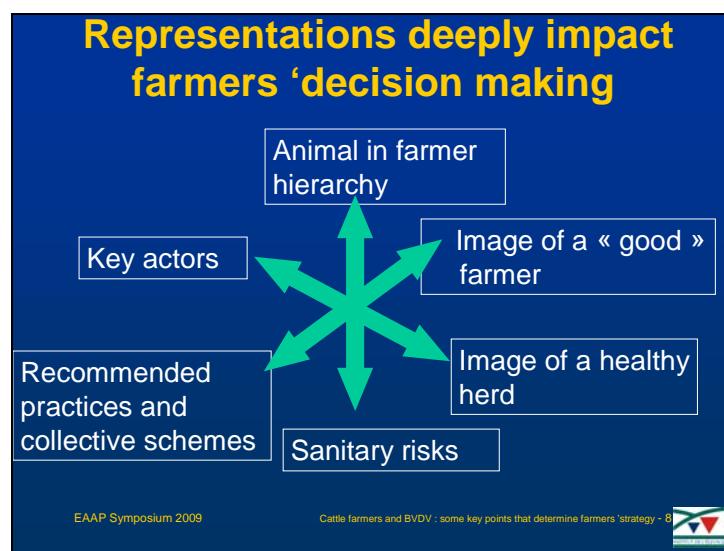 Representations deeply impact
farmers ‘decision making
Animal in farmer
hierarchy
Key actors
Image of a « good »
farmer
Recommended
practices and
collective schemes
Image of a healthy
herd
Sanitary risks
EAAP Symposium 2009
Cattle farmers and BVDV : some key points that determine farmers 'strategy - 8